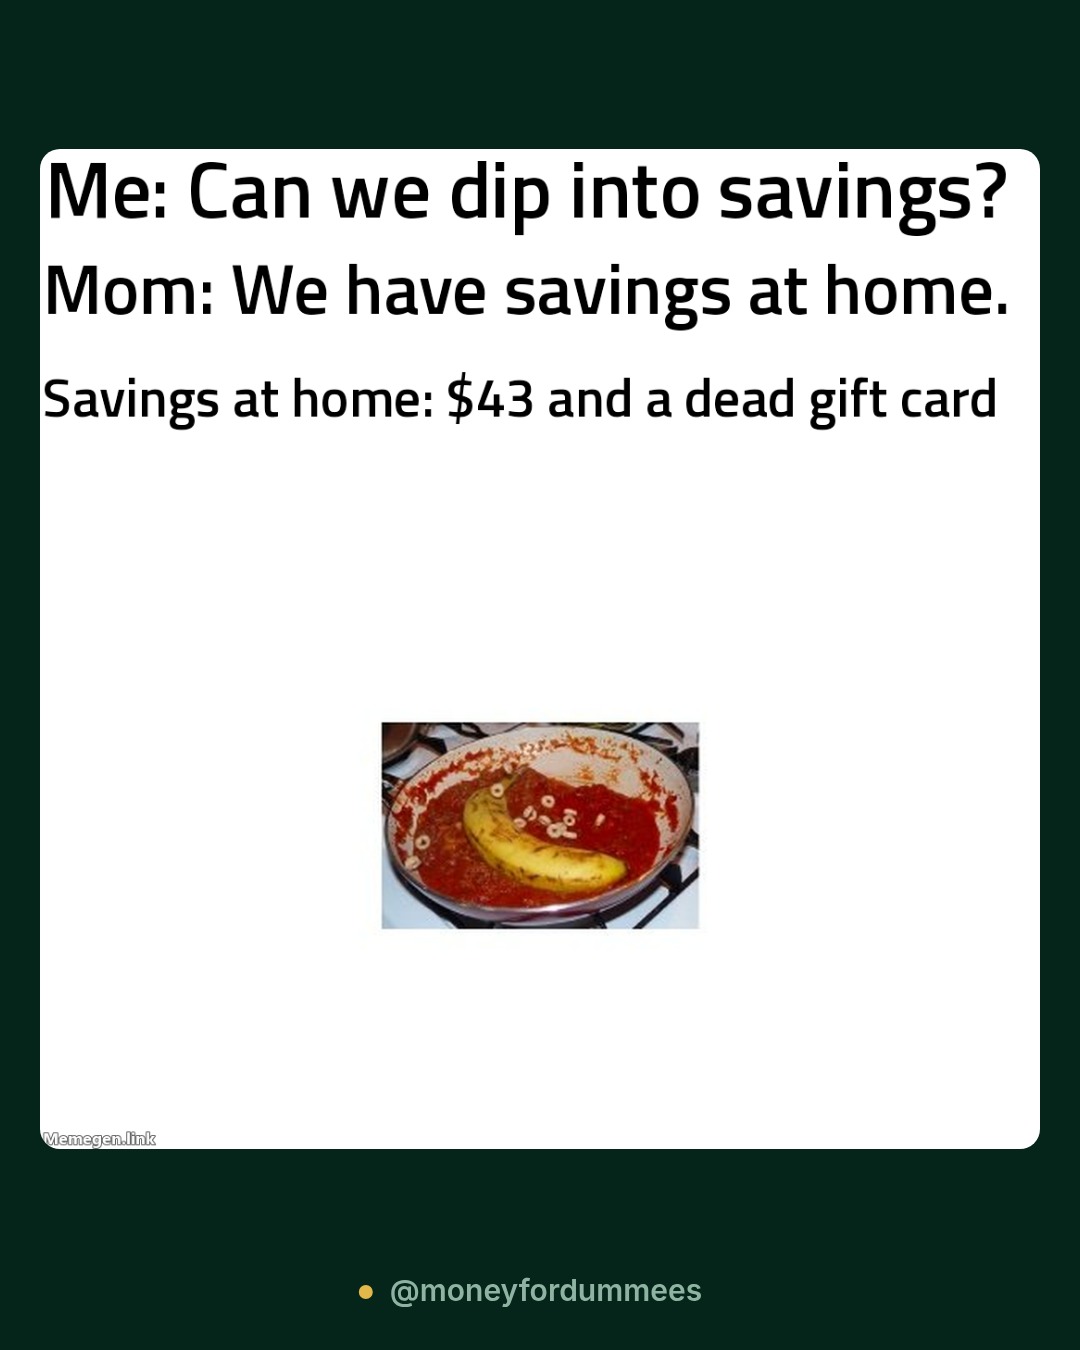 Me: Can we dip into savings?
Mom: We have savings at home.
Savings at home: $43 and a dead gift card
Memegen.link
@moneyfordummees